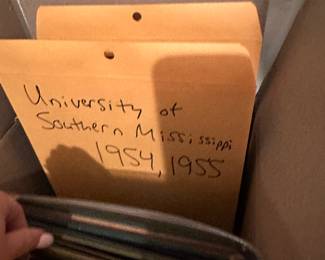 University of
Southern Mississippi
1954, 1955